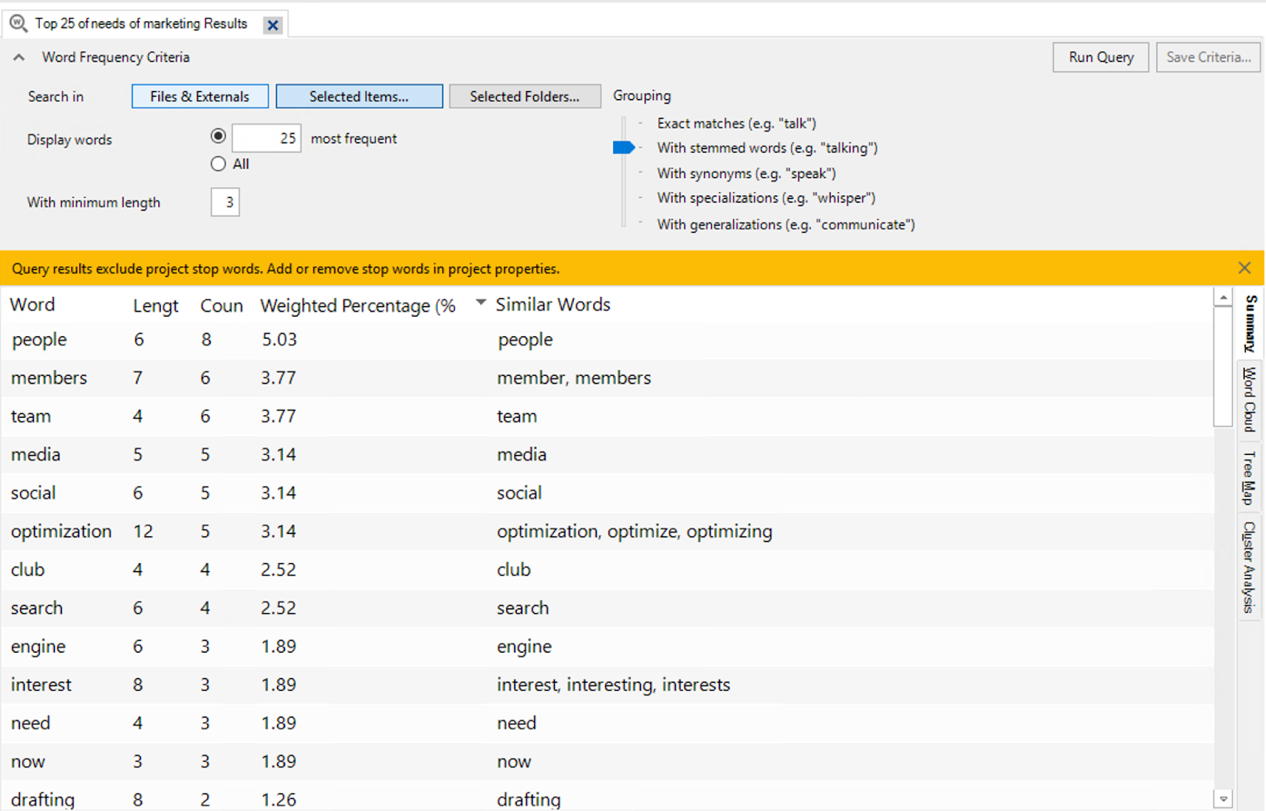 Top 25 of needs of marketing Results
Word Frequency Criteria
Run Query
Save Criteria...
Search in
Files & Externals
Selected Items...
Selected Folders...
Grouping
Display words
25
most frequent
All
With minimum length
3
Exact matches (e.g. "talk")
With stemmed words (e.g. "talking")
With synonyms (e.g. "speak")
With specializations (e.g. "whisper")
With generalizations (e.g. "communicate")
Query results exclude project stop words. Add or remove stop words in project properties.
Word Lengt Coun Weighted Percentage (% Similar Words
people 6 8 5.03 people
members 7 6 3.77 member, members
team 4 6 3.77 team
media 5 5 3.14 media
social 6 5 3.14 social
optimization 12 5 3.14 optimization, optimize, optimizing
club 4 4 2.52 club
search 6 4 2.52 search
engine 6 3 1.89 engine
interest 8 3 1.89 interest, interesting, interests
need 4 3 1.89 need
now 3 3 1.89 now
drafting 8 2 1.26 drafting
Summary
Word Cloud
Tree Map
Cluster Analysis